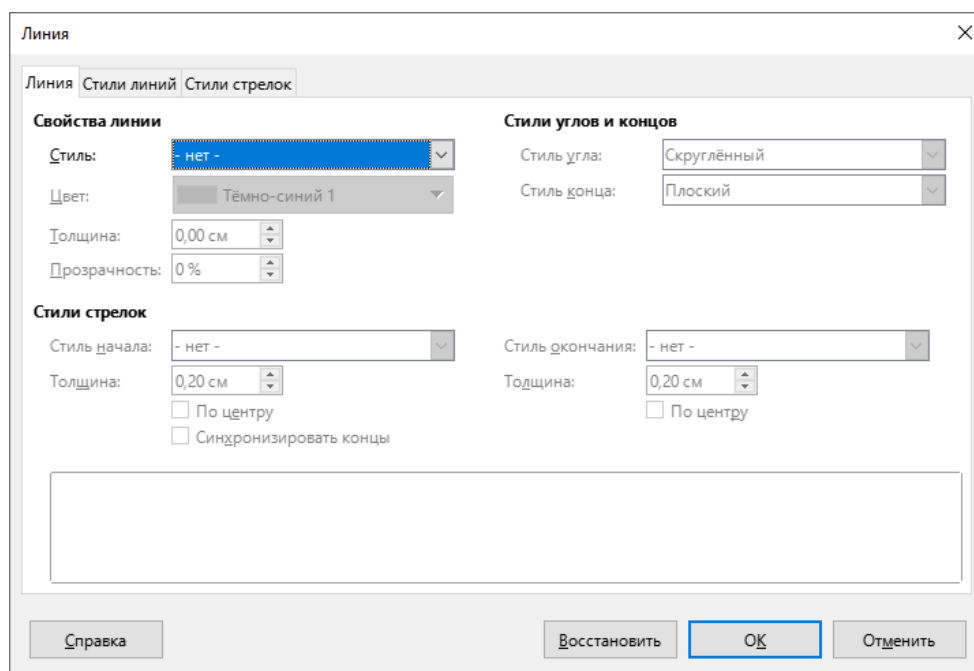 Линия
Линия Стили линий Стили стрелок
Свойства линии
Стиль: - нет -
Цвет: Тёмно-синий 1
Толщина: 0,00 см
Прозрачность: 0 %
Стили углов и концов
Стиль угла: Скруглённый
Стиль конца: Плоский
Стили стрелок
Стиль начала: - нет -
Толщина: 0,20 см
По центру
Синхронизировать концы
Стиль окончания: - нет -
Толщина: 0,20 см
По центру
Справка Восстановить ОК Отменить